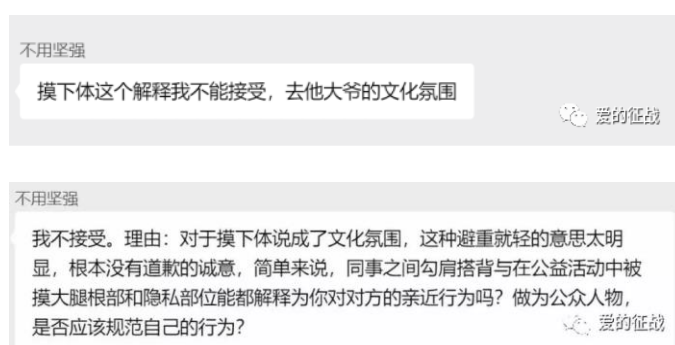 不用坚强
摸下体这个解释我不能接受，去他大爷的文化氛围
爱的征战
不用坚强
我不接受。理由：对于摸下体说成了文化氛围，这种避重就轻的意思太明
显，根本没有道歉的诚意，简单来说，同事之间勾肩搭背与在公益活动中被
摸大腿根部和隐私部位能都解释为你对对方的亲近行为吗？做为公众人物，
是否应该规范自己的行为？
爱的征战